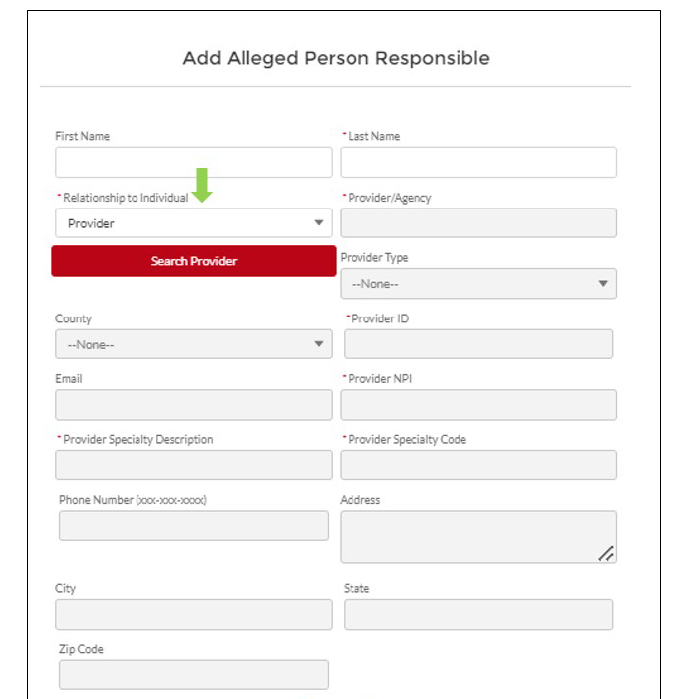 Add Alleged Person Responsible
First Name
* Last Name
* Relationship to Individual
* Provider/Agency
Provider
Search Provider
Provider Type
--None--
County
* Provider ID
--None--
Email
* Provider NPI
* Provider Specialty Description
* Provider Specialty Code
Phone Number (xxx-xxx-xxxx)
Address
City
State
Zip Code